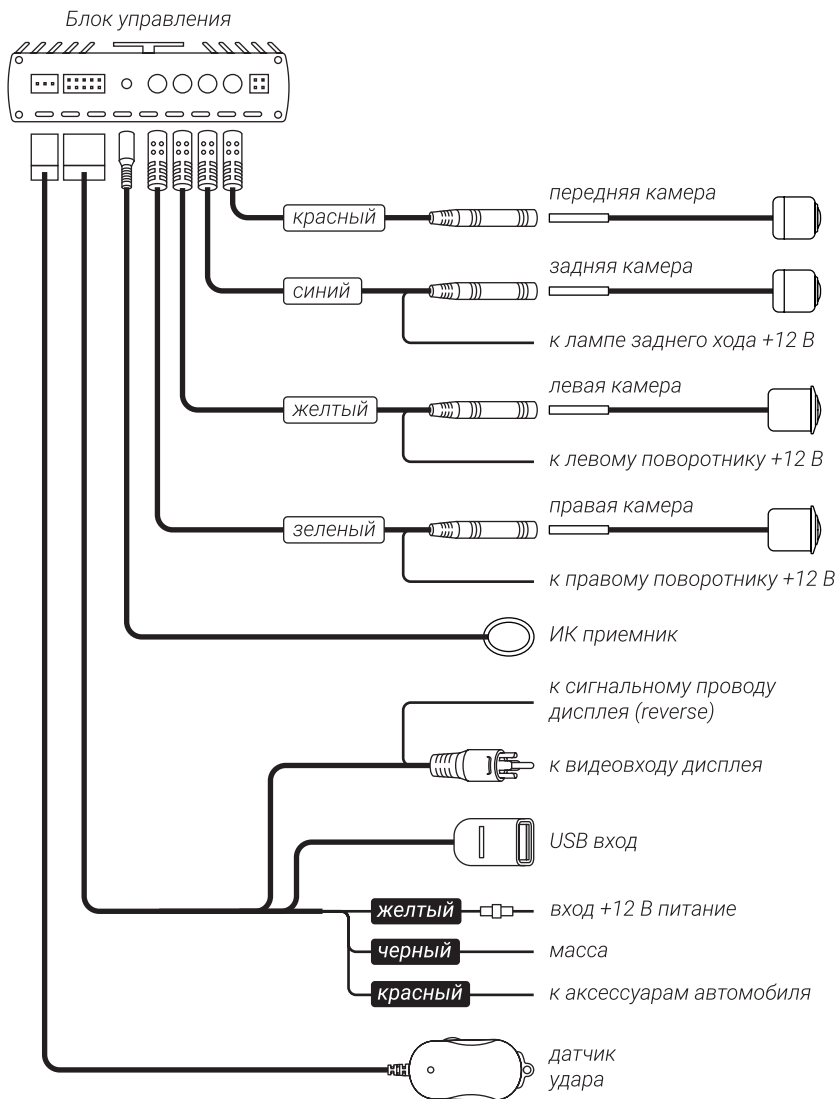 Блок управления
передняя камера
красный
задняя камера
синий
к лампе заднего хода +12 В
левая камера
желтый
к левому поворотнику +12 В
правая камера
зеленый
к правому поворотнику +12 В
ИК приемник
к сигнальному проводу
дисплея (reverse)
к видеовходу дисплея
USB вход
желтый
вход +12 В питание
черный
масса
красный
к аксессуарам автомобиля
датчик
удара